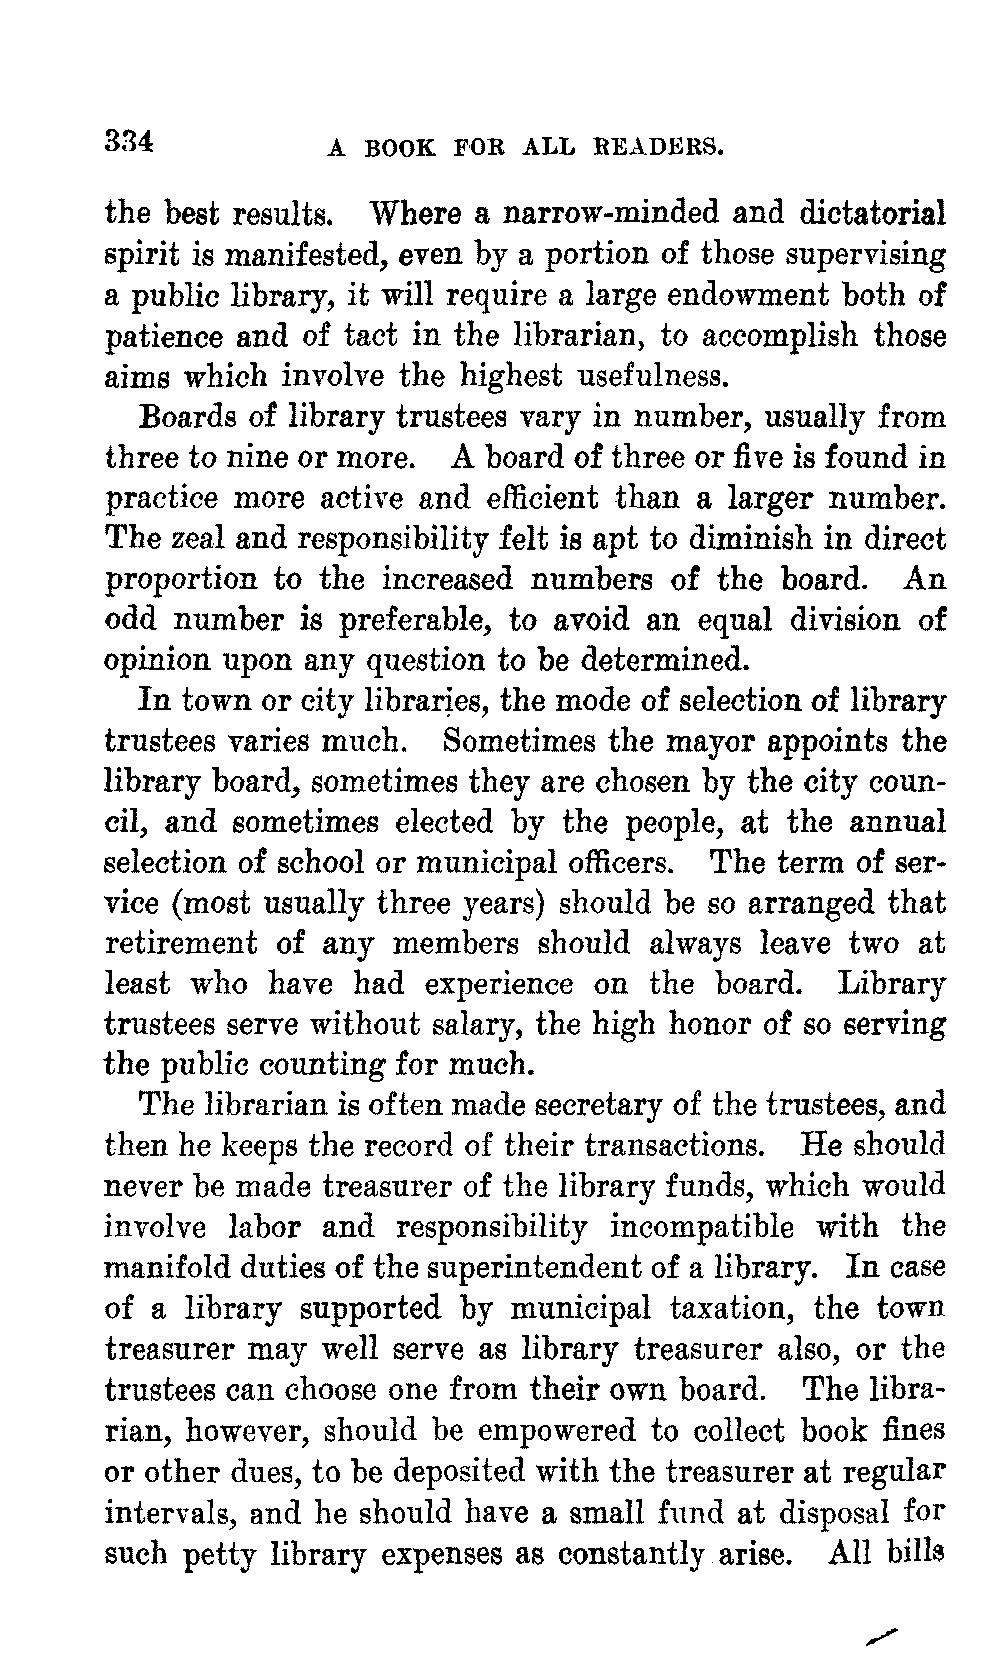 334
A BOOK FOR ALL READERS.
the best results. Where a narrow-minded and dictatorial
spirit is manifested, even by a portion of those supervising
a public library, it will require a large endowment both of
patience and of tact in the librarian, to accomplish those
aims which involve the highest usefulness.
Boards of library trustees vary in number, usually from
three to nine or more. A board of three or five is found in
practice more active and efficient than a larger number.
The zeal and responsibility felt is apt to diminish in direct
proportion to the increased numbers of the board. An
odd number is preferable, to avoid an equal division of
opinion upon any question to be determined.
In town or city libraries, the mode of selection of library
trustees varies much. Sometimes the mayor appoints the
library board, sometimes they are chosen by the city coun-
cil, and sometimes elected by the people, at the annual
selection of school or municipal officers. The term of ser-
vice (most usually three years) should be so arranged that
retirement of any members should always leave two at
least who have had experience on the board. Library
trustees serve without salary, the high honor of so serving
the public counting for much.
The librarian is often made secretary of the trustees, and
then he keeps the record of their transactions. He should
never be made treasurer of the library funds, which would
involve labor and responsibility incompatible with the
manifold duties of the superintendent of a library. In case
of a library supported by municipal taxation, the town
treasurer may well serve as library treasurer also, or the
trustees can choose one from their own board. The libra-
rian, however, should be empowered to collect book fines
or other dues, to be deposited with the treasurer at regular
intervals, and he should have a small fund at disposal for
such petty library expenses as constantly arise. All bills